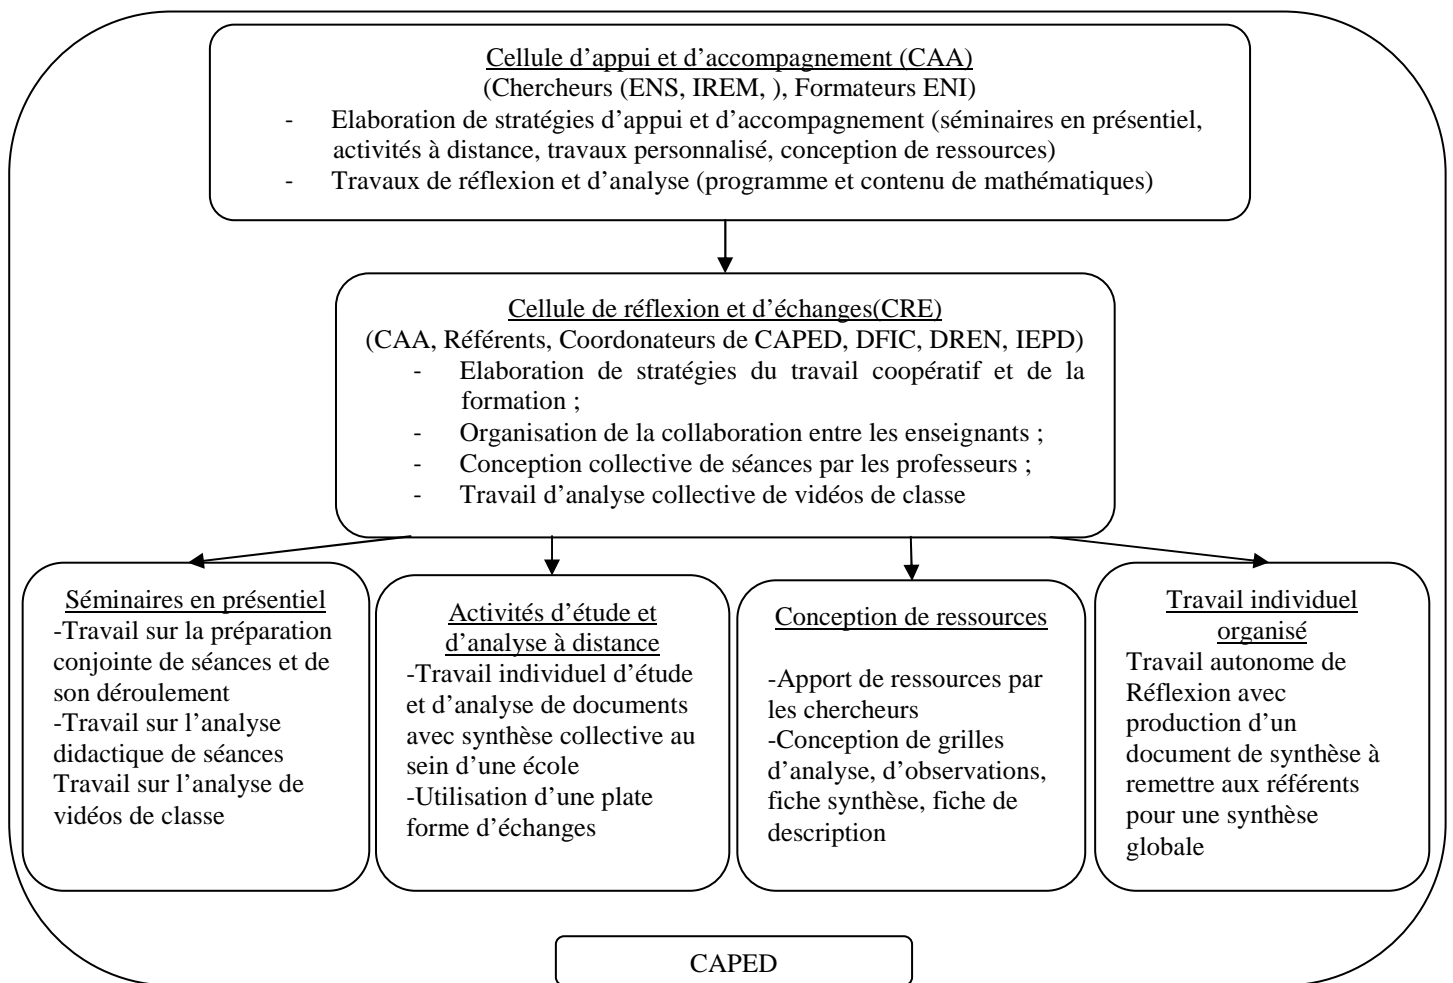 Cellule d’appui et d’accompagnement (CAA)
(Chercheurs (ENS, IREM, ), Formateurs ENI)
- Elaboration de stratégies d’appui et d’accompagnement (séminaires en présentiel,
activités à distance, travaux personnalisé, conception de ressources)
- Travaux de réflexion et d’analyse (programme et contenu de mathématiques)
Cellule de réflexion et d’échanges(CRE)
(CAA, Référents, Coordonateurs de CAPED, DFIC, DREN, IEPD)
- Elaboration de stratégies du travail coopératif et de la
formation ;
- Organisation de la collaboration entre les enseignants ;
- Conception collective de séances par les professeurs ;
- Travail d’analyse collective de vidéos de classe
Séminaires en présentiel
-Travail sur la préparation
conjointe de séances et de
son déroulement
-Travail sur l’analyse
didactique de séances
Travail sur l’analyse de
vidéos de classe
Activités d’étude et
d’analyse à distance
-Travail individuel d’étude
et d’analyse de documents
avec synthèse collective au
sein d’une école
-Utilisation d’une plate
forme d’échanges
Conception de ressources
-Apport de ressources par
les chercheurs
-Conception de grilles
d’analyse, d’observations,
fiche synthèse, fiche de
description
Travail individuel
organisé
Travail autonome de
Réflexion avec
production d’un
document de synthèse à
remettre aux référents
pour une synthèse
globale
CAPED